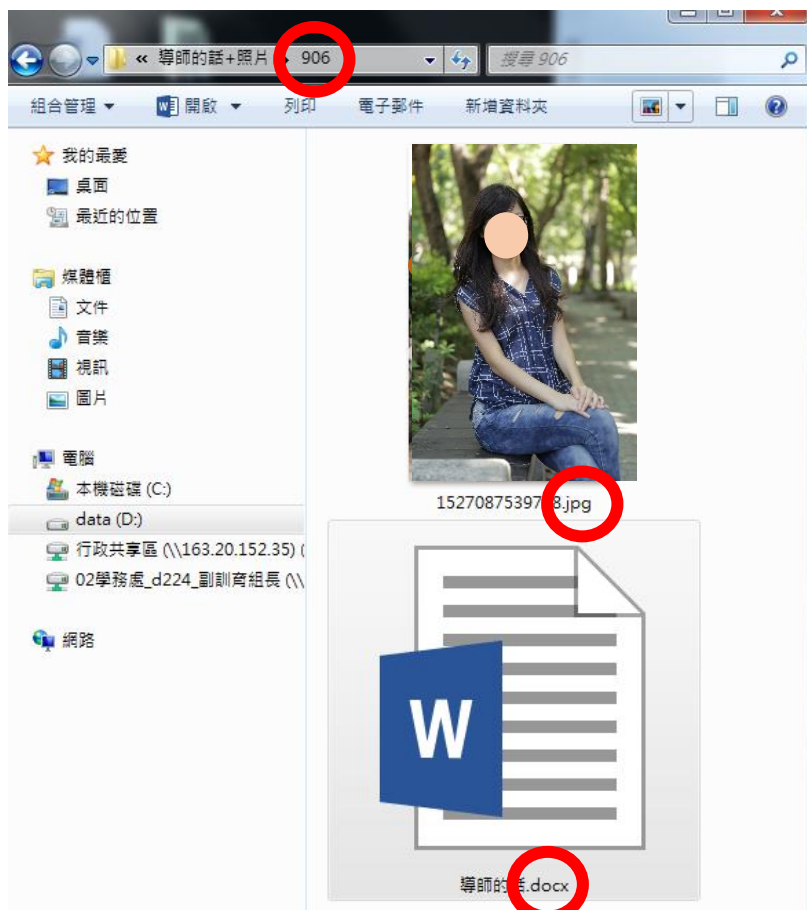 « 導師的話+照片 906 搜尋 906
組合管理 開啟 列印 電子郵件 新增資料夾
我的最愛
桌面
最近的位置
媒體櫃
文件
音樂
視訊
圖片
電腦
本機磁碟 (C:)
data (D:)
行政共享區 (\\163.20.152.35) (
02學務處_d224_副訓育組長 (\\
網路
.jpg
W
導師的話.docx